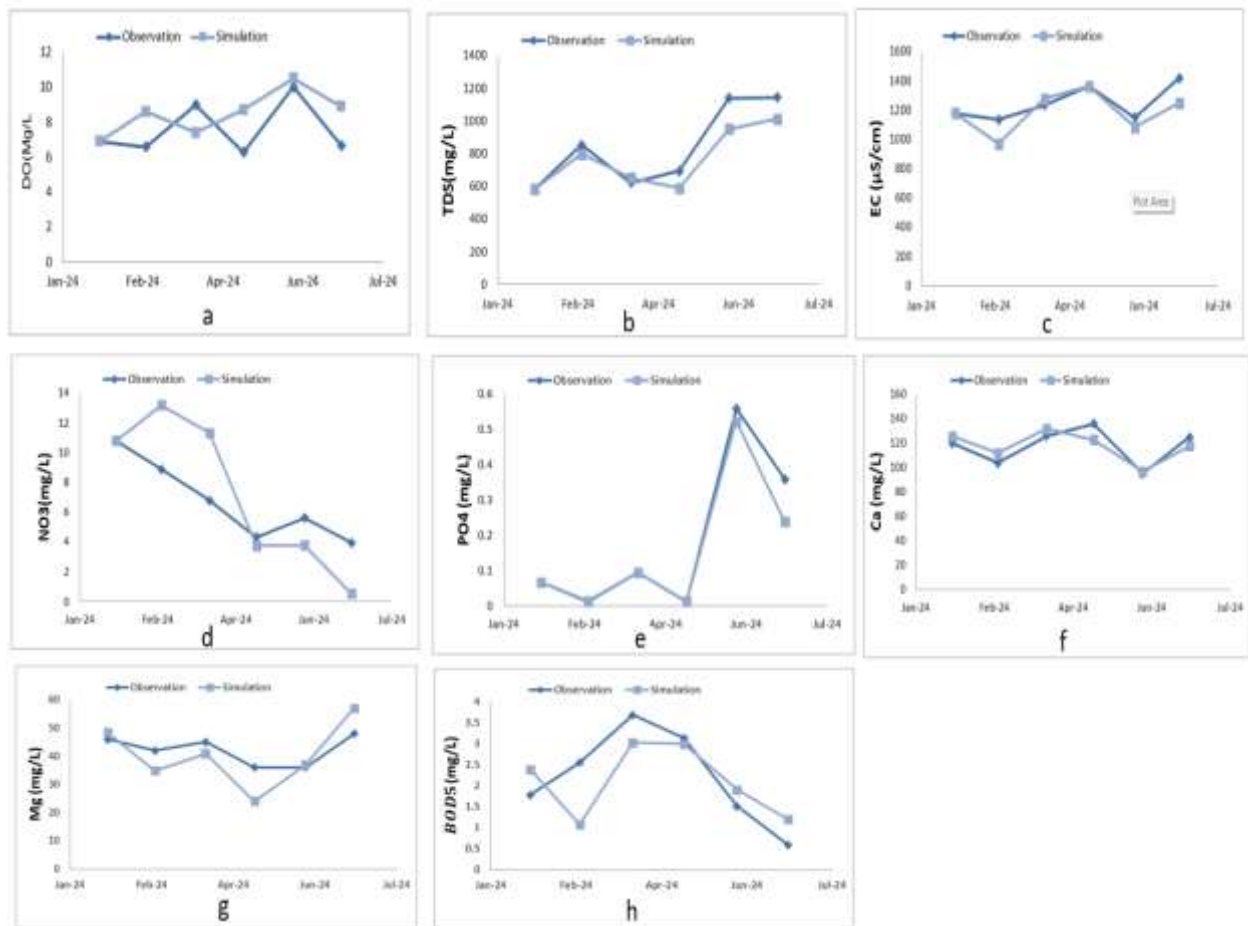 Observation Simulation
DO(Mg/L
12
10
8
6
4
2
0
Jan-24 Feb-24 Apr-24 Jun-24 Jul-24
a
Observation Simulation
TDS(mg/L)
1400
1200
1000
800
600
400
200
0
Jan-24 Feb-24 Apr-24 Jun-24 Jul-24
b
Observation Simulation
EC (µS/cm)
1600
1400
1200
1000
800
600
400
200
0
Plot Area
Jan-24 Feb-24 Apr-24 Jun-24 Jul-24
c
Observation Simulation
NO3(mg/L)
14
12
10
8
6
4
2
0
Jan-24 Feb-24 Apr-24 Jun-24 Jul-24
d
Observation Simulation
PO4 (mg/L)
0.6
0.5
0.4
0.3
0.2
0.1
0
Jan-24 Feb-24 Apr-24 Jun-24 Jul-24
e
Observation Simulation
Ca (mg/L)
160
140
120
100
80
60
40
20
0
Jan-24 Feb-24 Apr-24 Jun-24 Jul-24
f
Observation Simulation
Mg (mg/L)
60
50
40
30
20
10
0
Jan-24 Feb-24 Apr-24 Jun-24 Jul-24
g
Observation Simulation
BOD5 (mg/L)
4
3.5
3
2.5
2
1.5
1
0.5
0
Jan-24 Feb-24 Apr-24 Jun-24 Jul-24
h